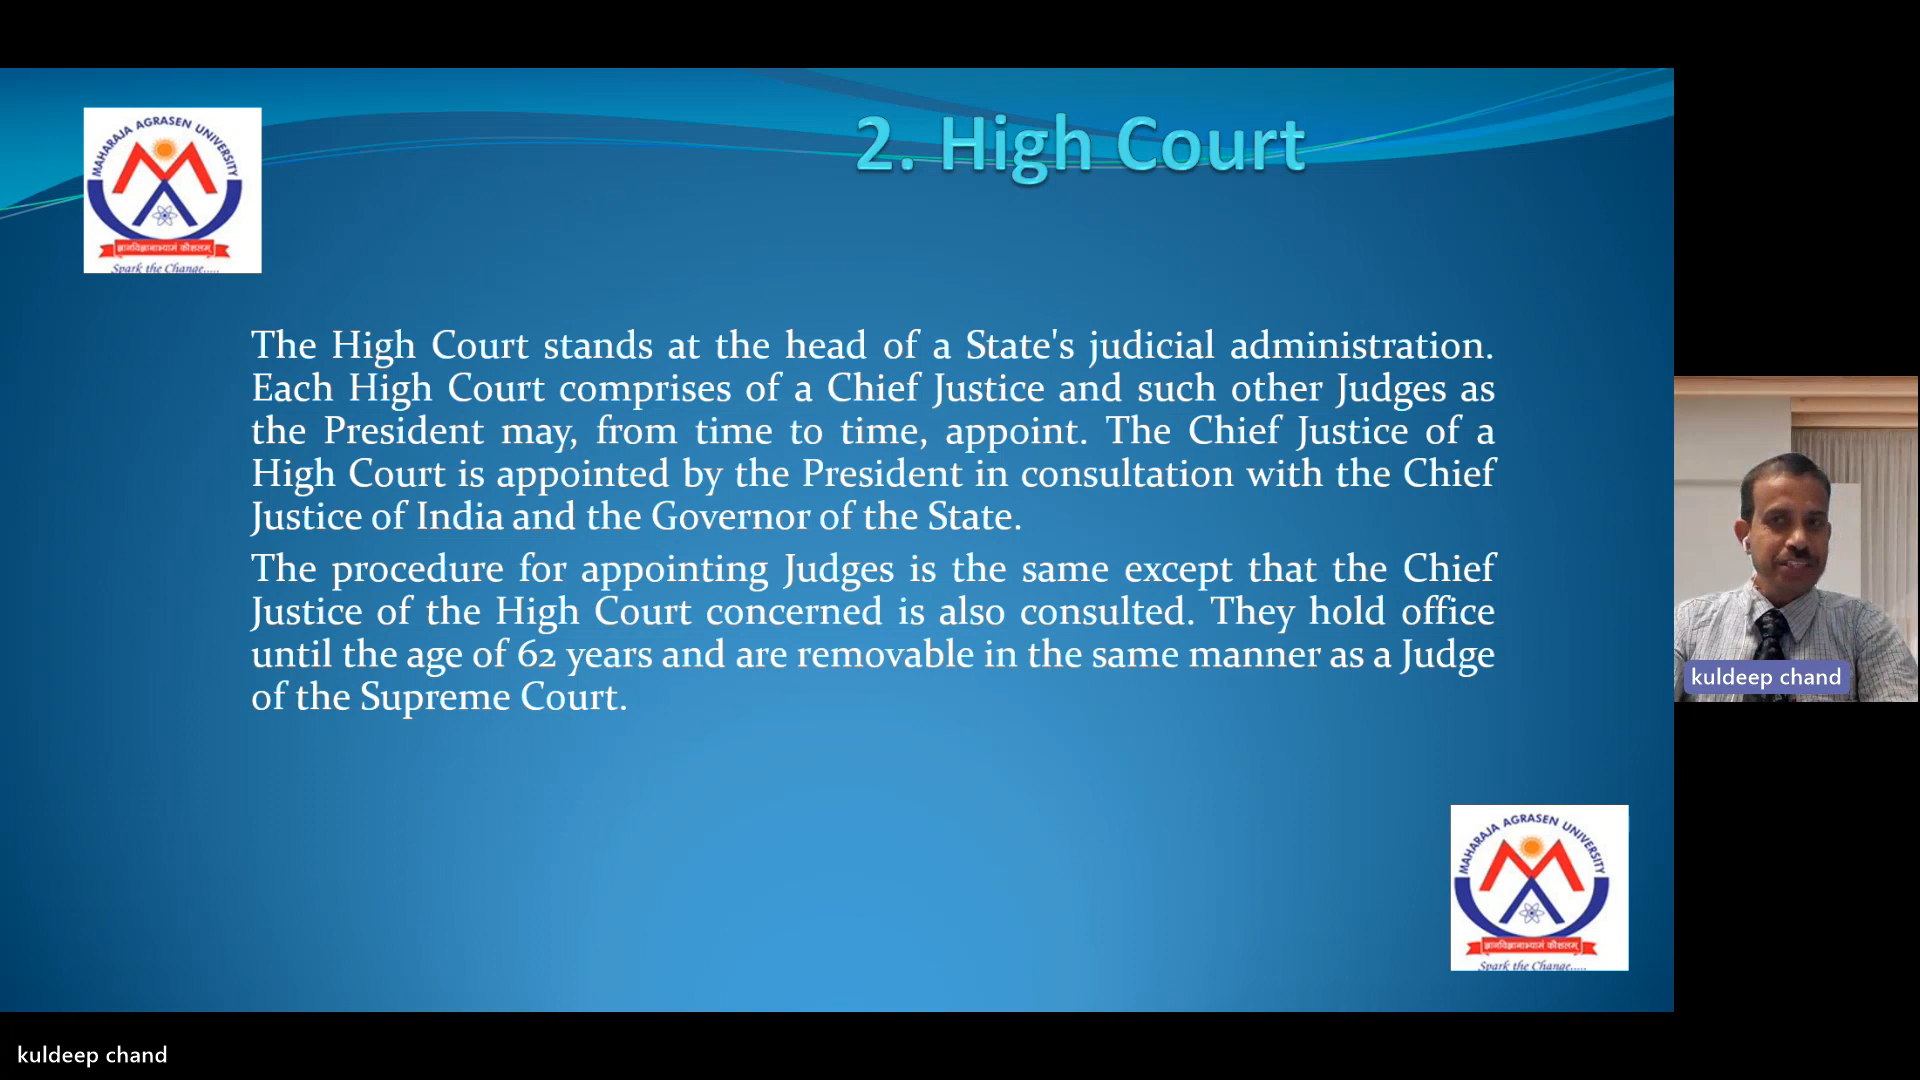 MAHARAJA AGRASEN UNIVERSITY
ज्ञानविज्ञानाभ्यामं कौशलम्
Spark the Change.....
2. High Court
The High Court stands at the head of a State's judicial administration.
Each High Court comprises of a Chief Justice and such other Judges as
the President may, from time to time, appoint. The Chief Justice of a
High Court is appointed by the President in consultation with the Chief
Justice of India and the Governor of the State.
The procedure for appointing Judges is the same except that the Chief
Justice of the High Court concerned is also consulted. They hold office
until the age of 62 years and are removable in the same manner as a Judge
of the Supreme Court.
kuldeep chand
MAHARAJA AGRASEN UNIVERSITY
ज्ञानविज्ञानाभ्यामं कौशलम्
Spark the Change.....
kuldeep chand